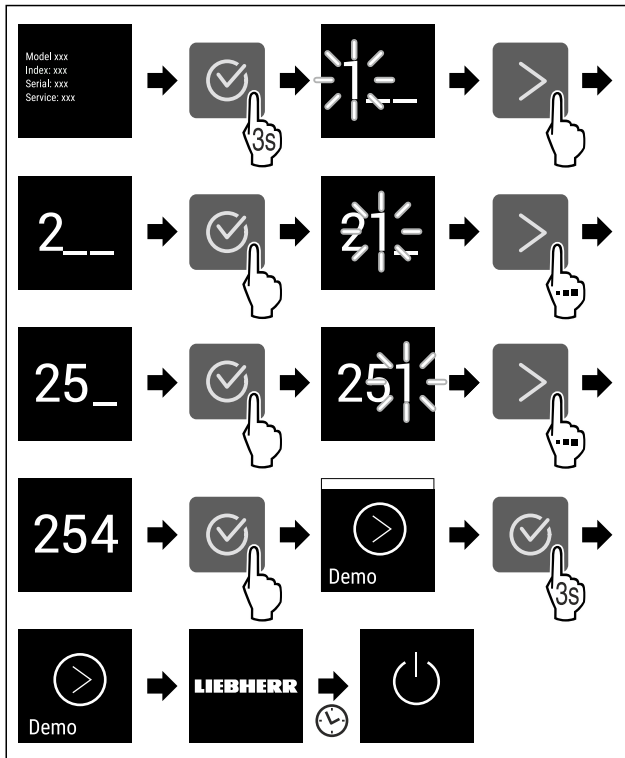 Model xxx
Index: xxx
Serial: xxx
Service: xxx
3s
1__
2__
21_
25_
251
254
Demo
3s
Demo
LIEBHERR